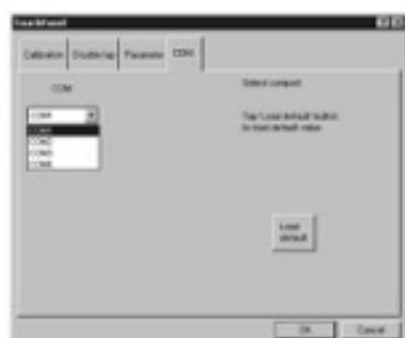 TouchPanel
Calibration Double tap Parameter COM
COM
Select comport
COM1
Tap 'Load default' button
to load default value
COM1
COM2
COM3
COM4
Load
default
OK Cancel